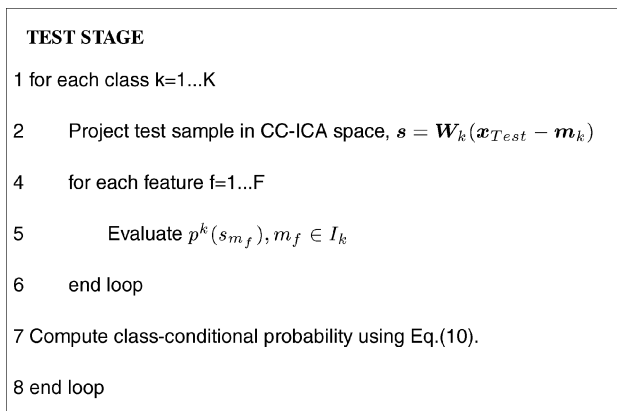 TEST STAGE
1 for each class k=1...K
2 Project test sample in CC-ICA space, s = W_k(x_Test − m_k)
4 for each feature f=1...F
5 Evaluate p^k(s_{m_f}), m_f ∈ I_k
6 end loop
7 Compute class-conditional probability using Eq.(10).
8 end loop